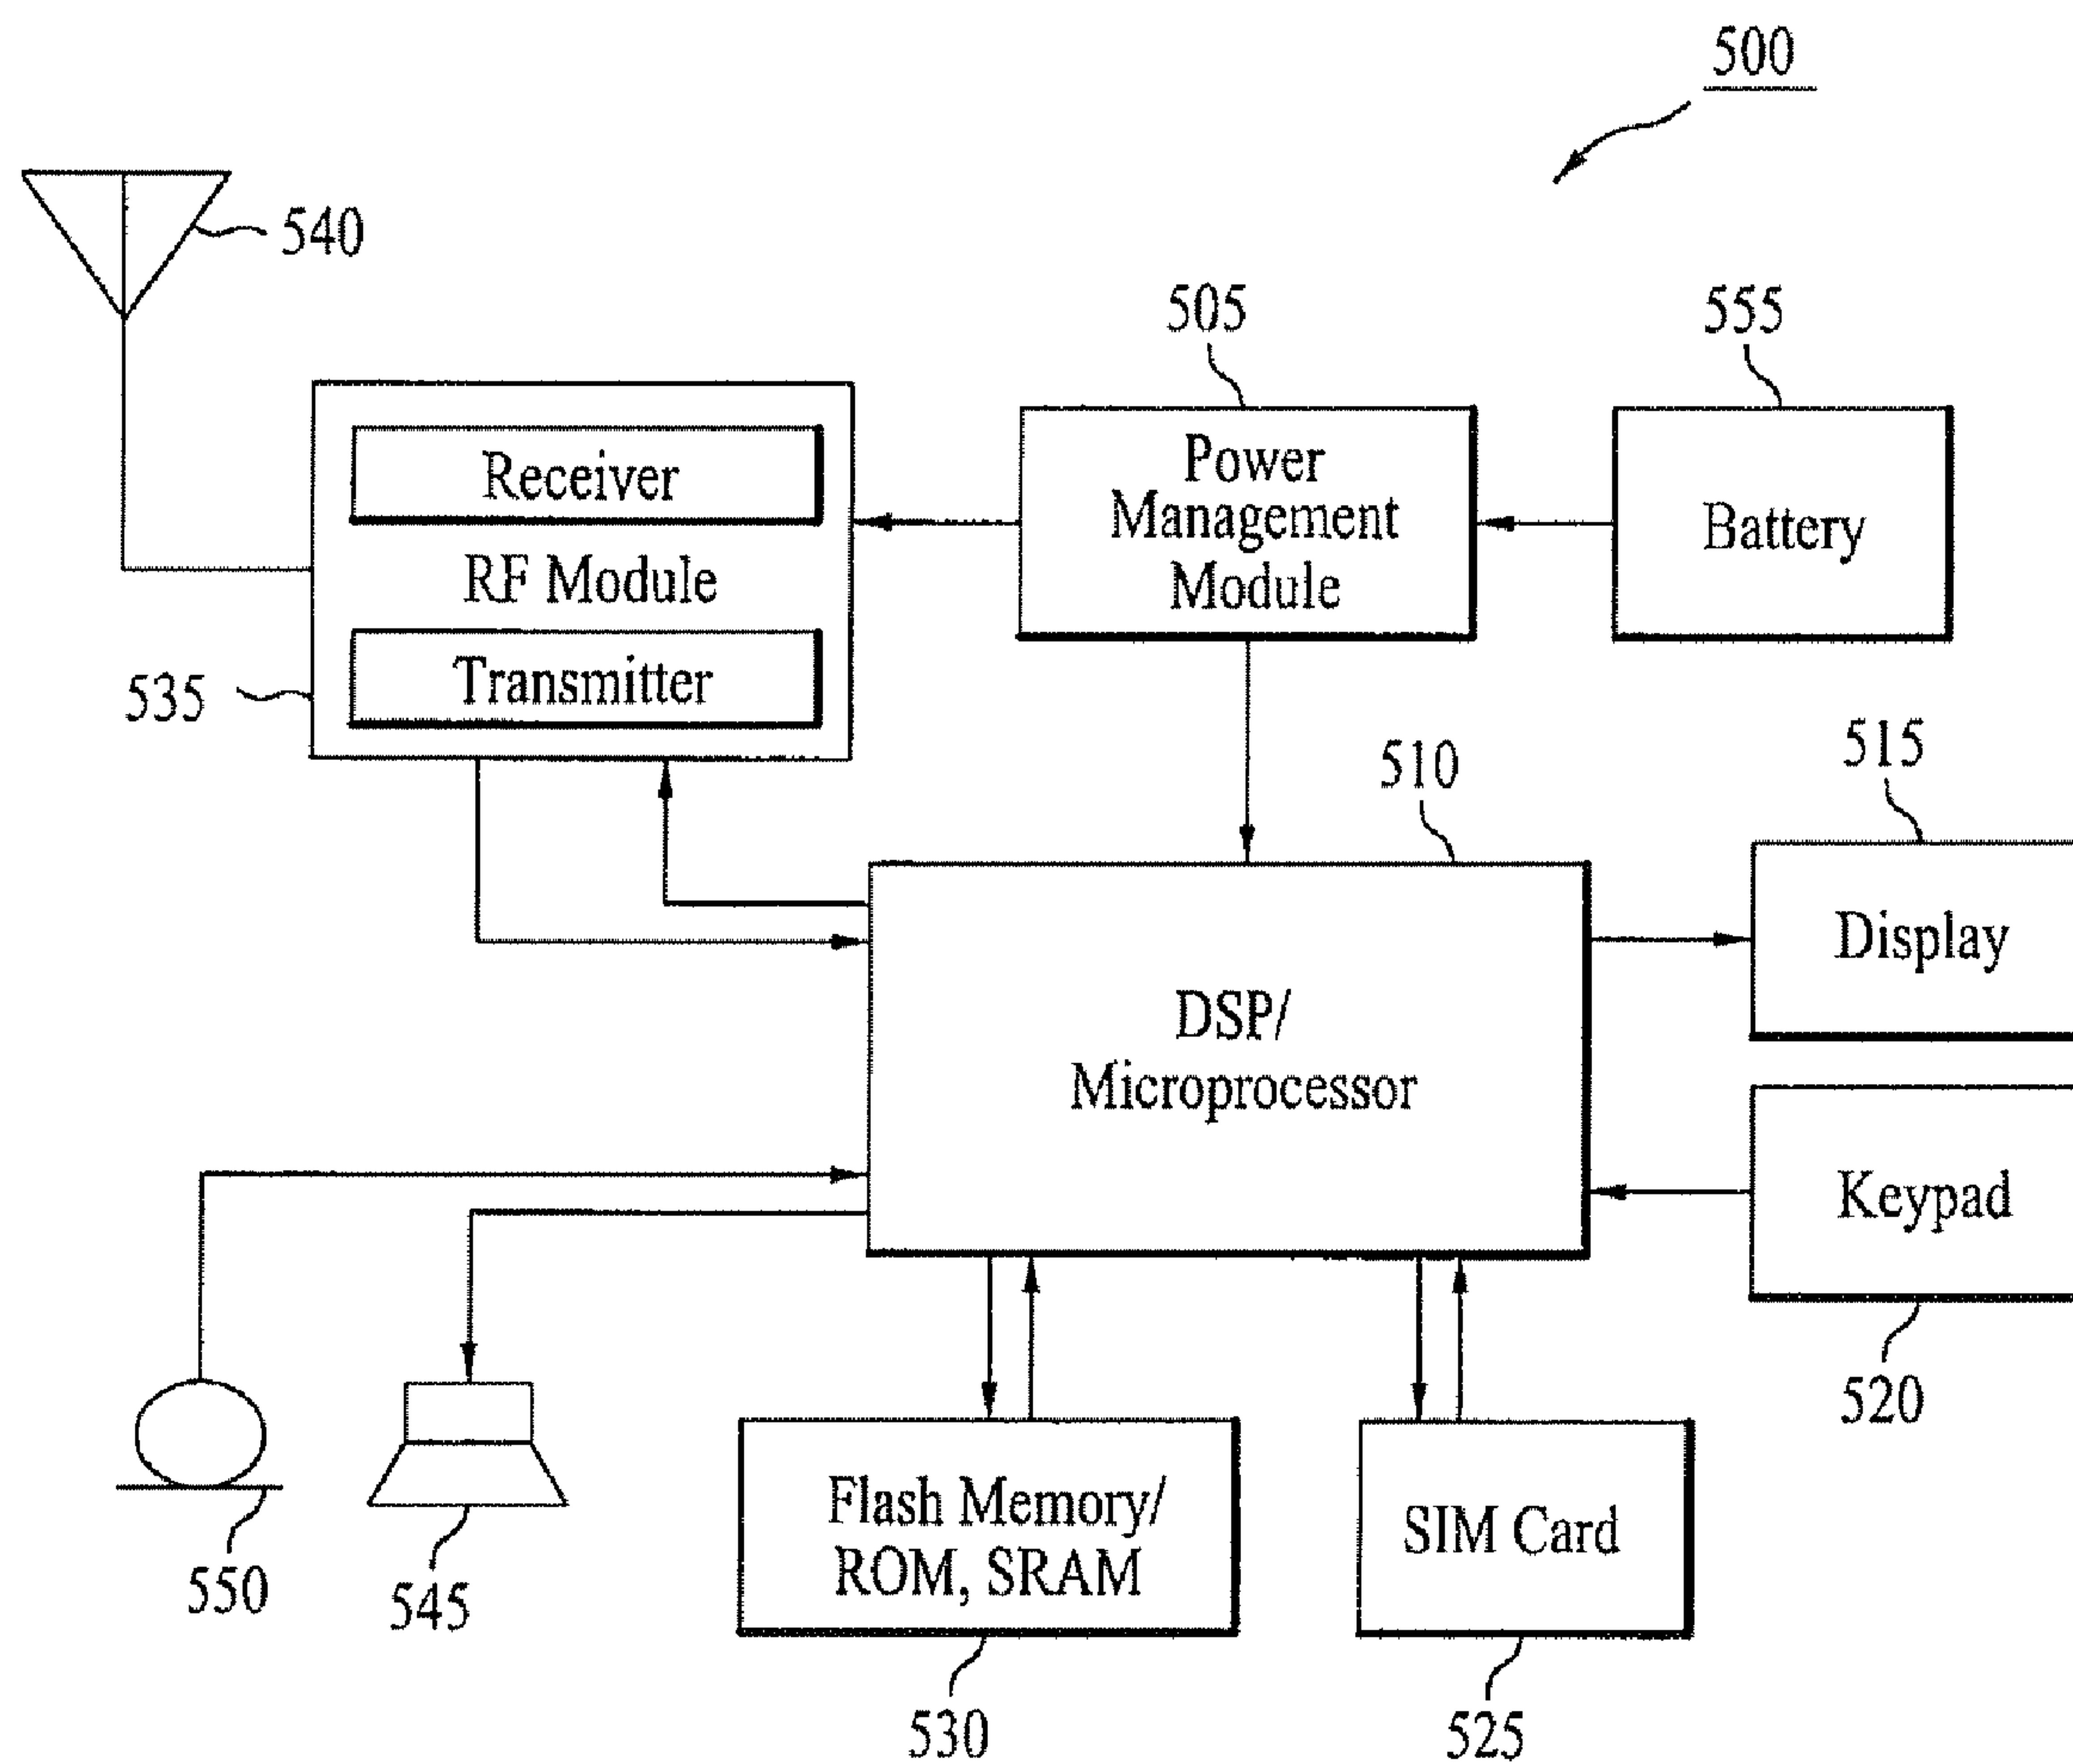 500
540
505
555
Receiver
RF Module
Transmitter
535
Power
Management
Module
Battery
510
515
DSP/
Microprocessor
Display
Keypad
520
550
545
Flash Memory/
ROM, SRAM
530
SIM Card
525